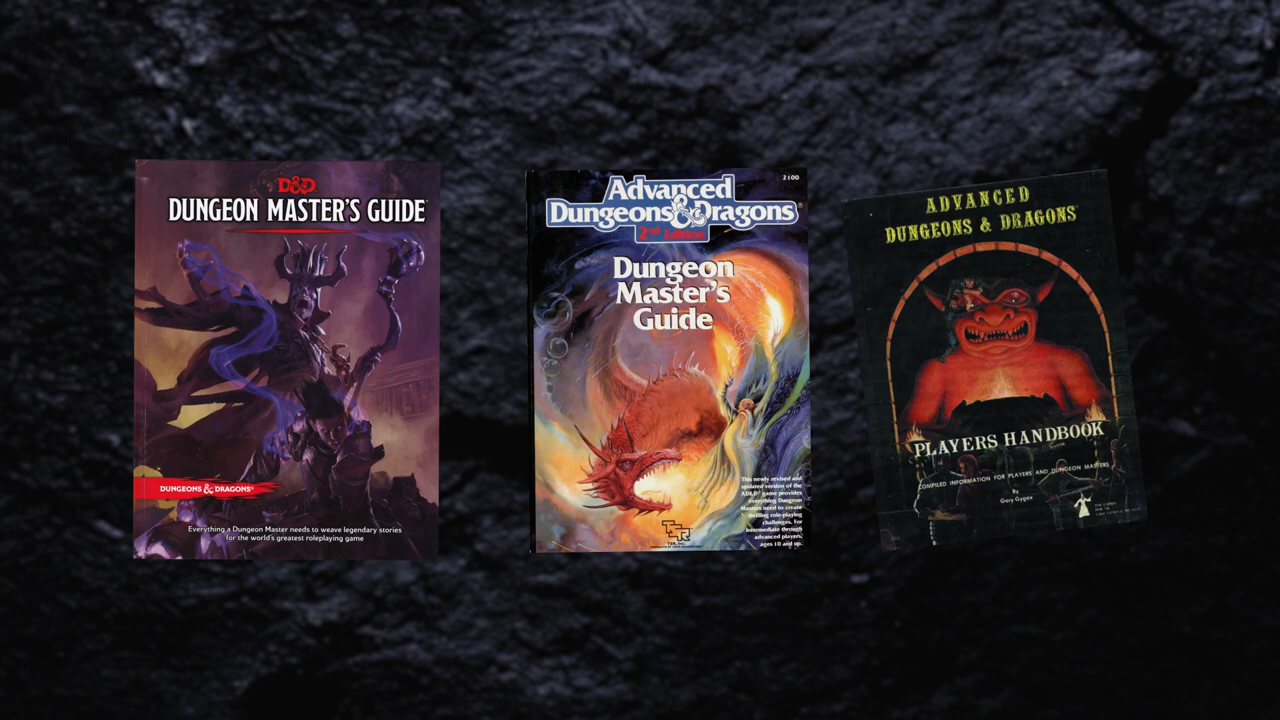 D&D
DUNGEON MASTER'S GUIDE
DUNGEONS & DRAGONS®
Everything a Dungeon Master needs to weave legendary stories
for the world's greatest roleplaying game
2100
Advanced
Dungeons & Dragons®
2nd Edition
Dungeon
Master's
Guide
This newly revised and
updated version of the
AD&D® game provides
everything Dungeon
Masters need to create
thrilling role-playing
challenges. For
intermediate through
advanced players,
ages 10 and up.
TSR
TSR, Inc.
ADVANCED
DUNGEONS & DRAGONS
PLAYERS HANDBOOK
COMPILED INFORMATION FOR PLAYERS AND DUNGEON MASTERS
By
Gary Gygax